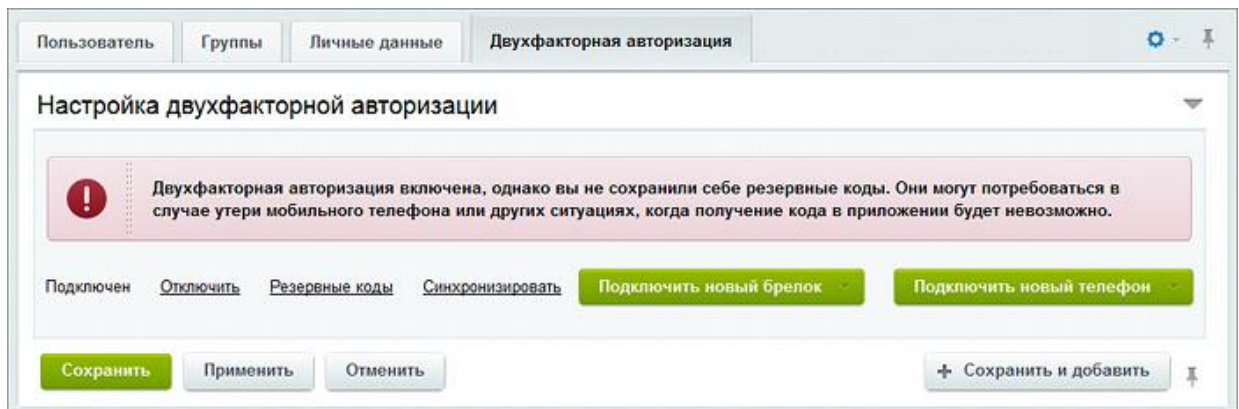 Пользователь Группы Личные данные Двухфакторная авторизация
Настройка двухфакторной авторизации
Двухфакторная авторизация включена, однако вы не сохранили себе резервные коды. Они могут потребоваться в
случае утери мобильного телефона или других ситуациях, когда получение кода в приложении будет невозможно.
Подключен Отключить Резервные коды Синхронизировать Подключить новый брелок Подключить новый телефон
Сохранить Применить Отменить + Сохранить и добавить